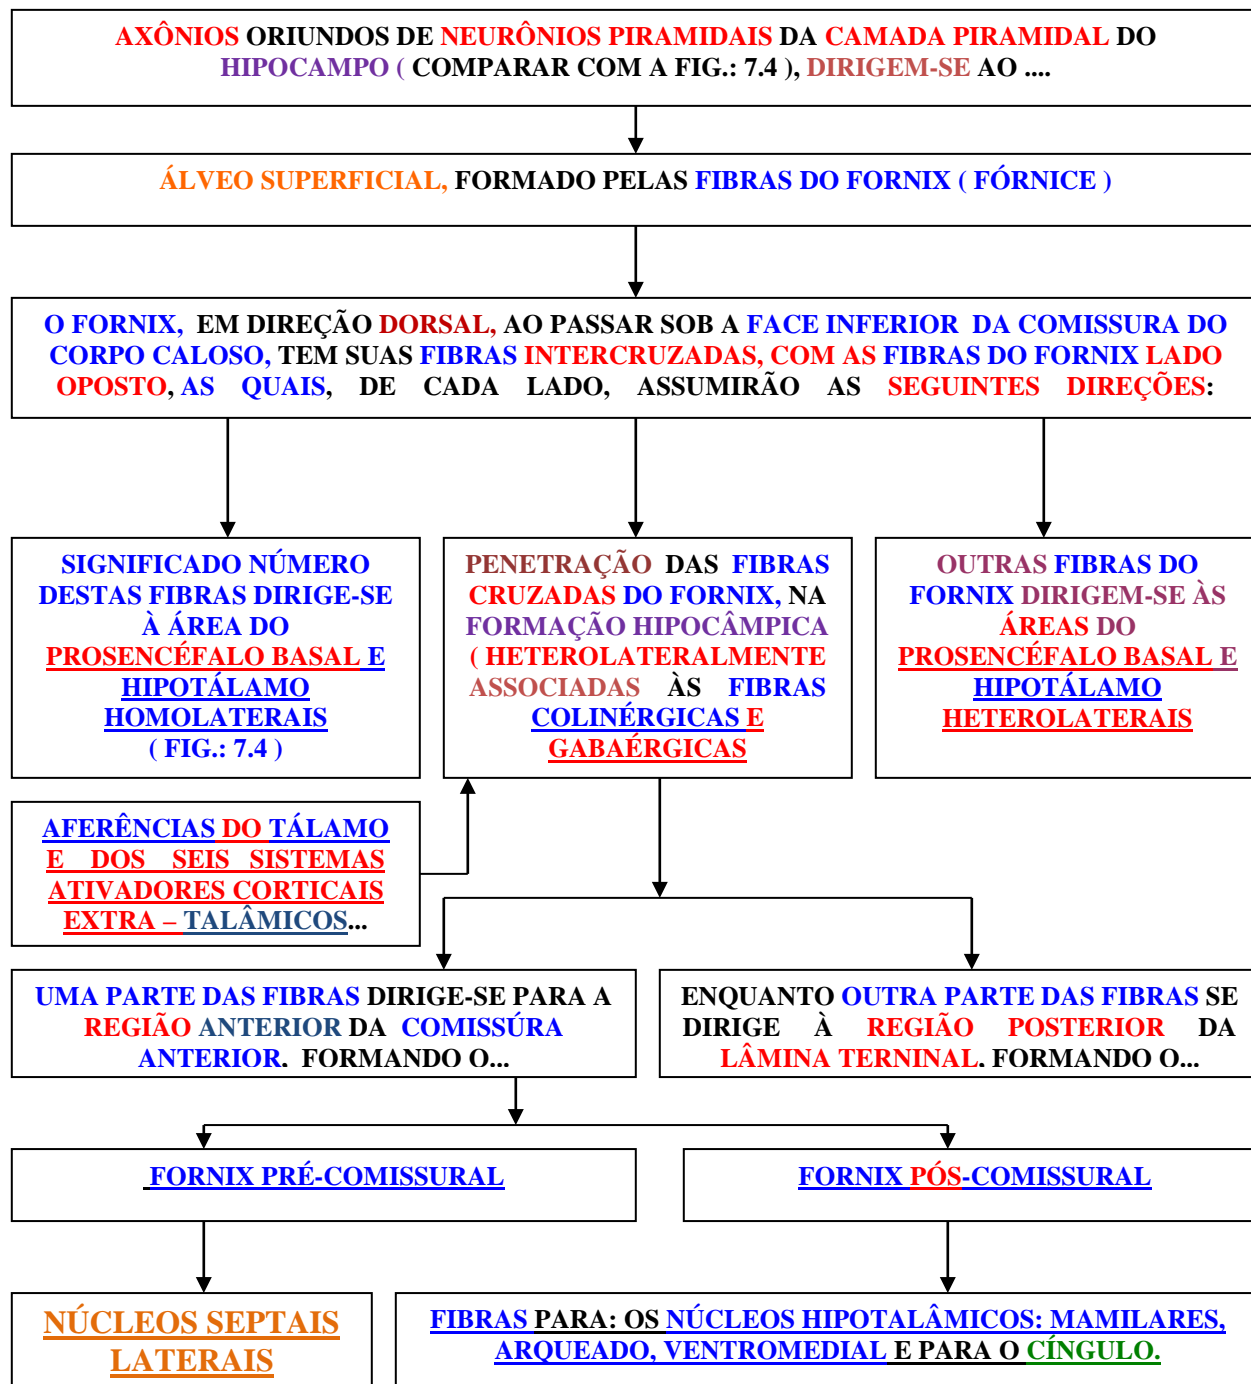 AXÔNIOS ORIUNDOS DE NEURÔNIOS PIRAMIDAIS DA CAMADA PIRAMIDAL DO
HIPOCAMPO ( COMPARAR COM A FIG.: 7.4 ), DIRIGEM-SE AO ....
ÁLVEO SUPERFICIAL, FORMADO PELAS FIBRAS DO FORNIX ( FÓRNICE )
O FORNIX, EM DIREÇÃO DORSAL, AO PASSAR SOB A FACE INFERIOR DA COMISSURA DO
CORPO CALOSO, TEM SUAS FIBRAS INTERCRUZADAS, COM AS FIBRAS DO FORNIX LADO
OPOSTO, AS QUAIS, DE CADA LADO, ASSUMIRÃO AS SEGUINTES DIREÇÕES:
SIGNIFICADO NÚMERO
DESTAS FIBRAS DIRIGE-SE
À ÁREA DO
PROSENCÉFALO BASAL E
HIPOTÁLAMO
HOMOLATERAIS
( FIG.: 7.4 )
PENETRAÇÃO DAS FIBRAS
CRUZADAS DO FORNIX, NA
FORMAÇÃO HIPOCÂMPICA
( HETEROLATERALMENTE
ASSOCIADAS ÀS FIBRAS
COLINÉRGICAS E
GABAÉRGICAS
OUTRAS FIBRAS DO
FORNIX DIRIGEM-SE ÀS
ÁREAS DO
PROSENCÉFALO BASAL E
HIPOTÁLAMO
HETEROLATERAIS
AFERÊNCIAS DO TÁLAMO
E DOS SEIS SISTEMAS
ATIVADORES CORTICAIS
EXTRA – TALÂMICOS...
UMA PARTE DAS FIBRAS DIRIGE-SE PARA A
REGIÃO ANTERIOR DA COMISSÚRA
ANTERIOR, FORMANDO O...
ENQUANTO OUTRA PARTE DAS FIBRAS SE
DIRIGE À REGIÃO POSTERIOR DA
LÂMINA TERNINAL, FORMANDO O...
FORNIX PRÉ-COMISSURAL
FORNIX PÓS-COMISSURAL
NÚCLEOS SEPTAIS
LATERAIS
FIBRAS PARA: OS NÚCLEOS HIPOTALÂMICOS: MAMILARES,
ARQUEADO, VENTROMEDIAL E PARA O CÍNGULO.